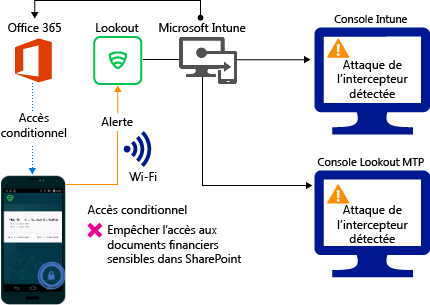 Office 365
Lookout
Microsoft Intune
Console Intune
Attaque de
l'intercepteur
détectée
Accès
conditionnel
Alerte
Wi-Fi
Console Lookout MTP
Attaque de
l'intercepteur
détectée
Accès conditionnel
Empêcher l'accès aux
documents financiers
sensibles dans SharePoint